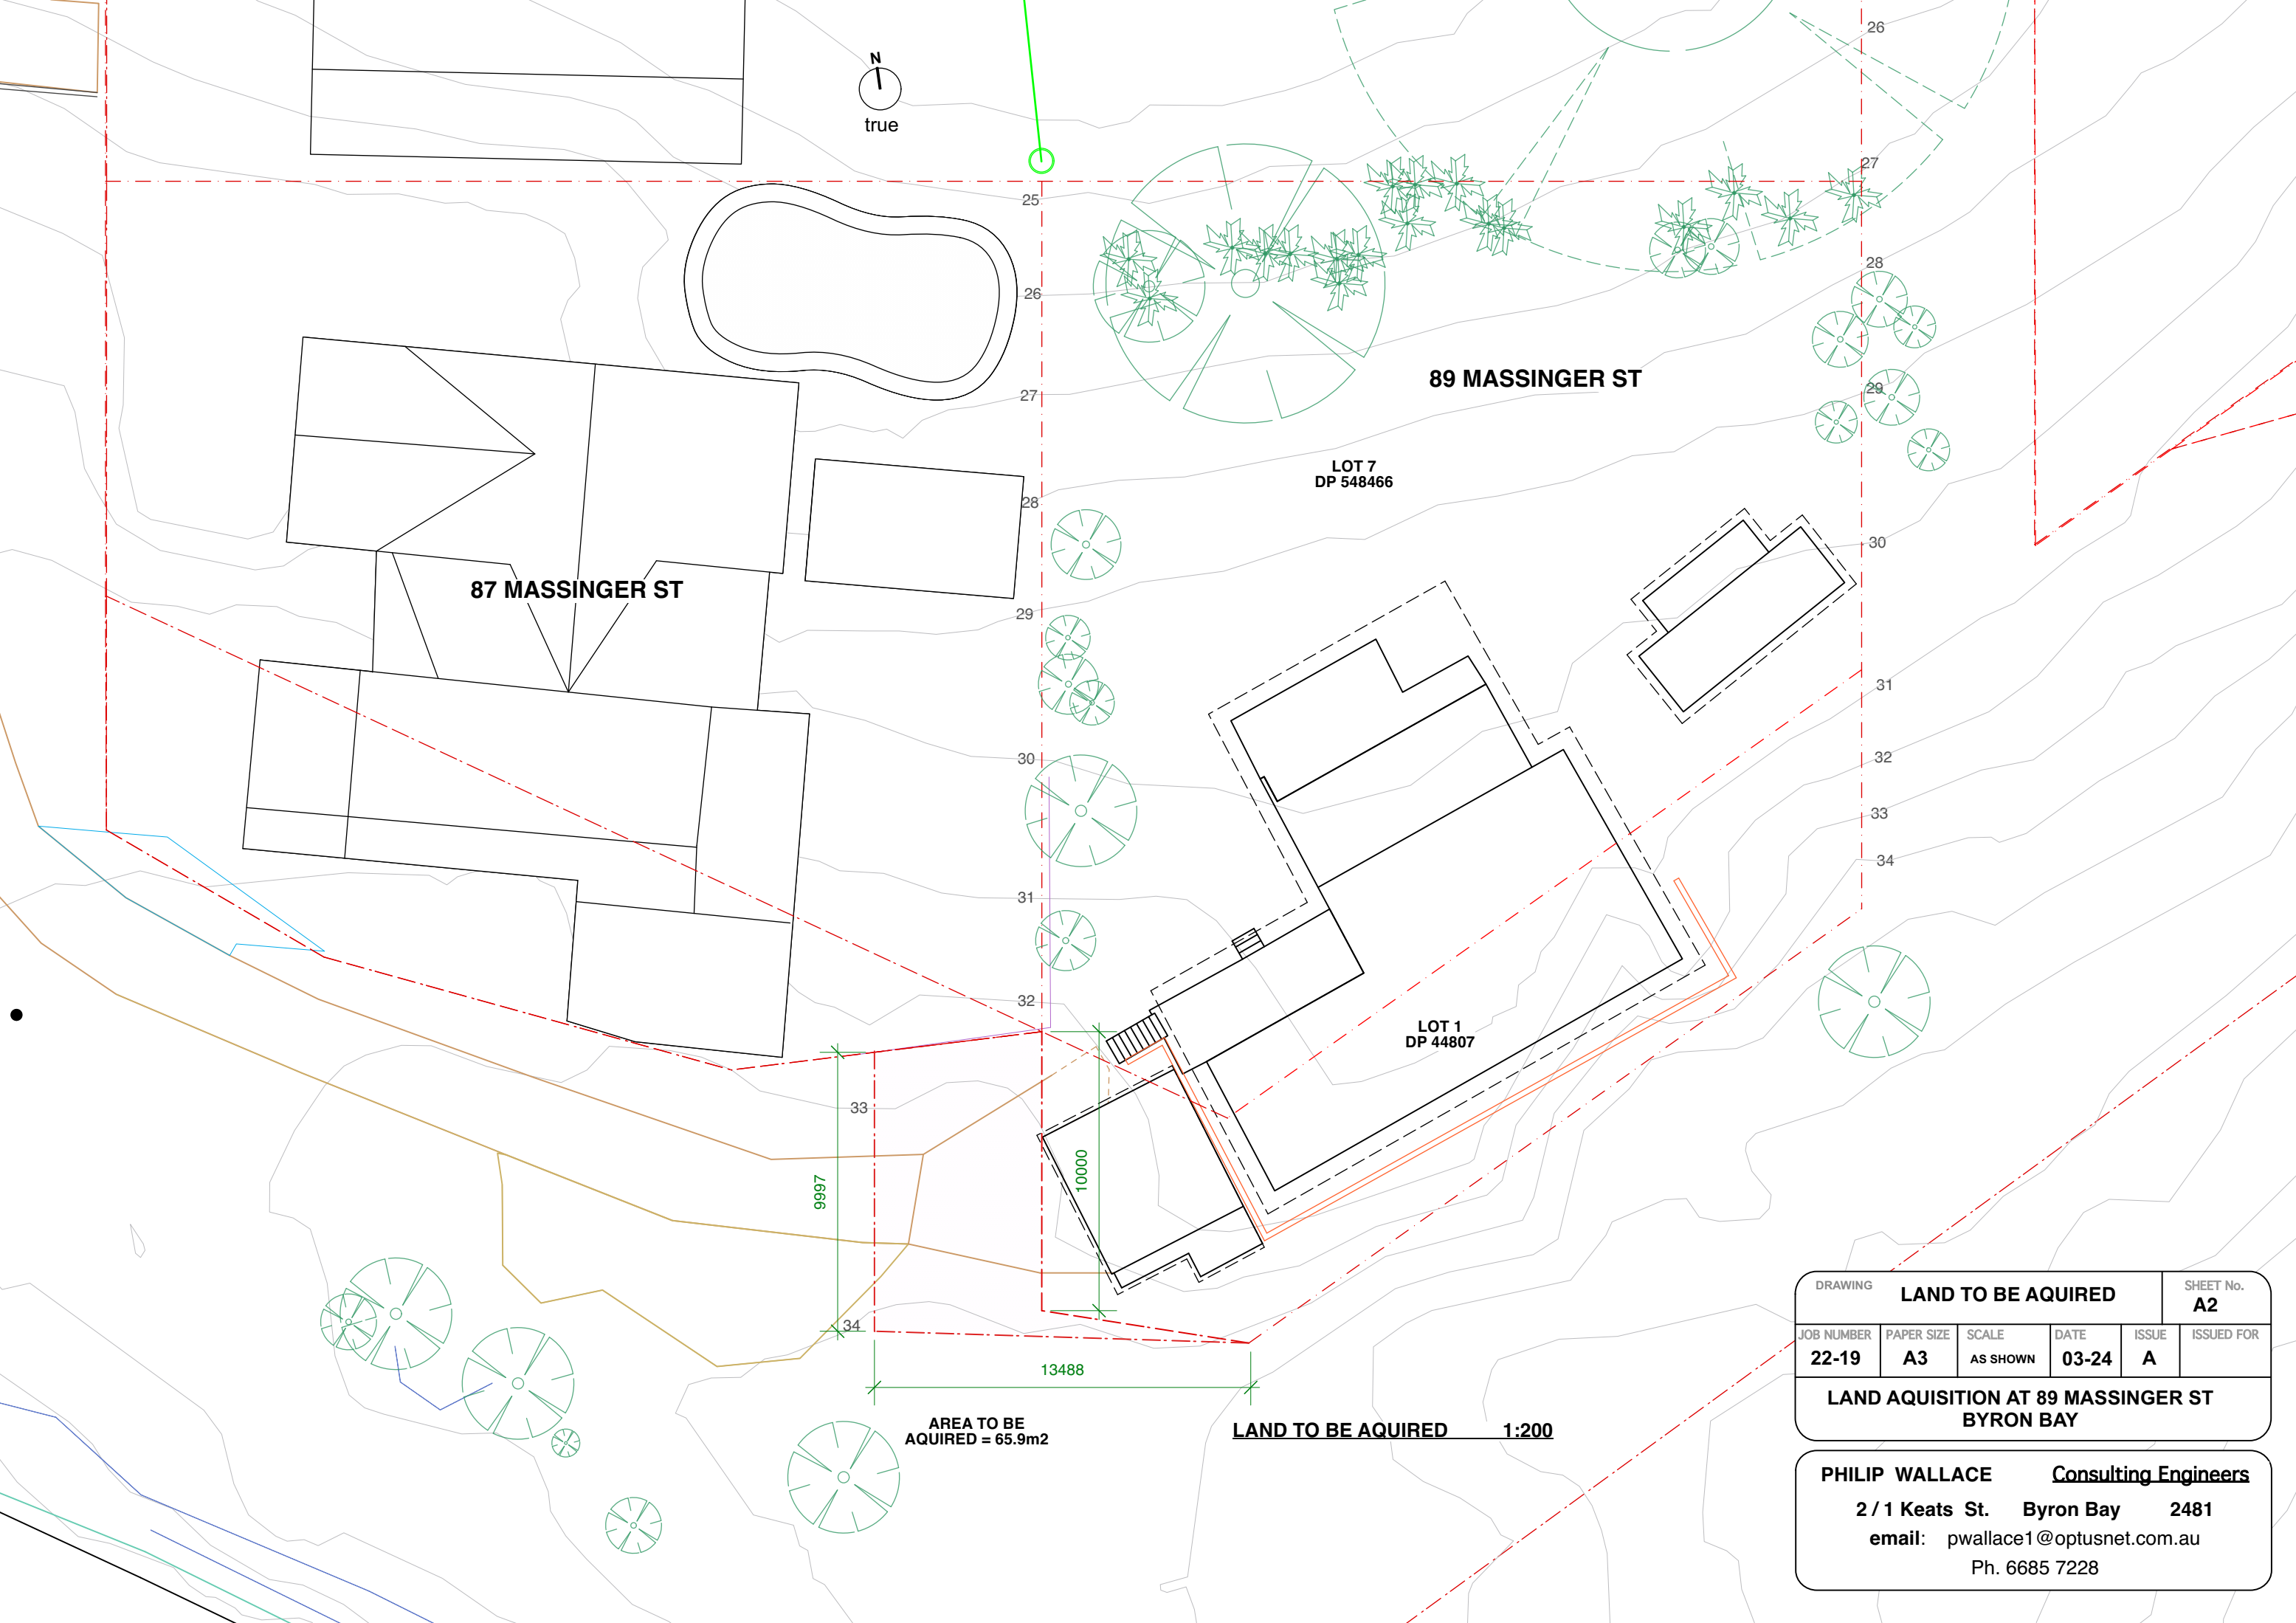 N
true
26
27
25
28
26
89 MASSINGER ST
29
27
LOT 7
DP 548466
28
30
87 MASSINGER ST
29
31
30
32
33
34
31
32
LOT 1
DP 44807
33
9997
10000
34
13488
AREA TO BE
AQUIRED = 65.9m2
LAND TO BE AQUIRED 1:200
DRAWING LAND TO BE AQUIRED SHEET No.
A2
JOB NUMBER PAPER SIZE SCALE DATE ISSUE ISSUED FOR
22-19 A3 AS SHOWN 03-24 A
LAND AQUISITION AT 89 MASSINGER ST
BYRON BAY
PHILIP WALLACE Consulting Engineers
2 / 1 Keats St. Byron Bay 2481
email: pwallace1@optusnet.com.au
Ph. 6685 7228